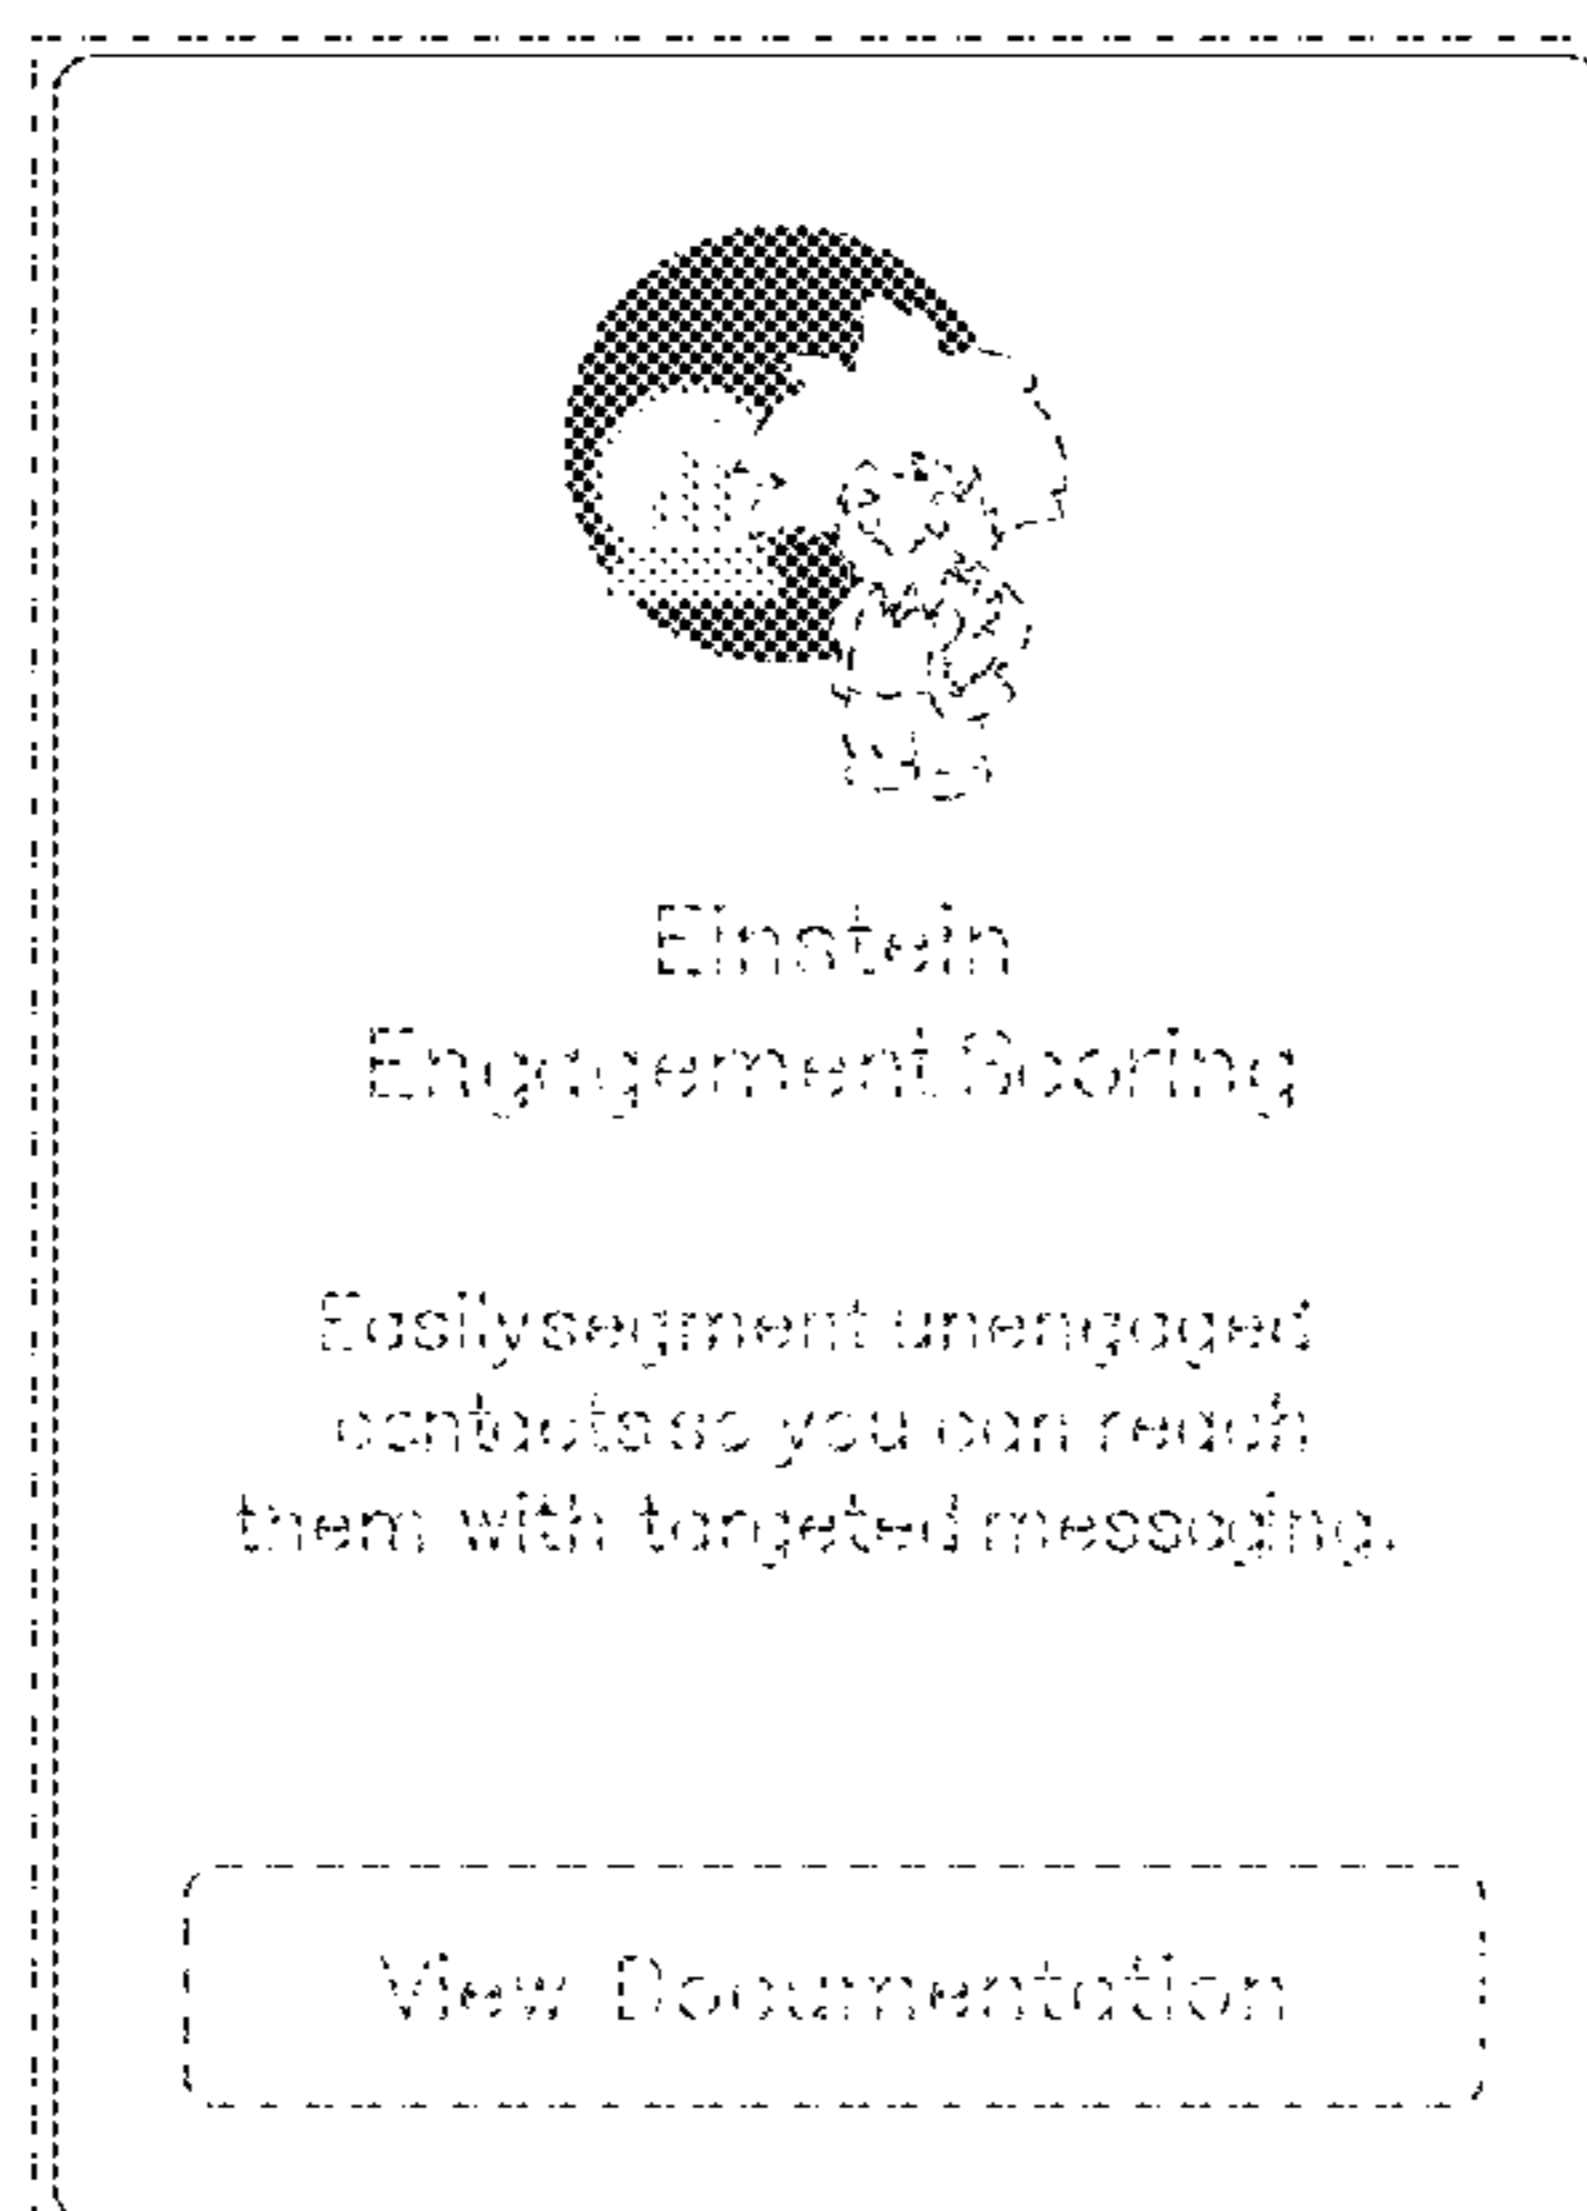 Einstein
Engagement Scoring
Easily segment unengaged
contacts so you can reach
them with targeted messaging.
View Documentation